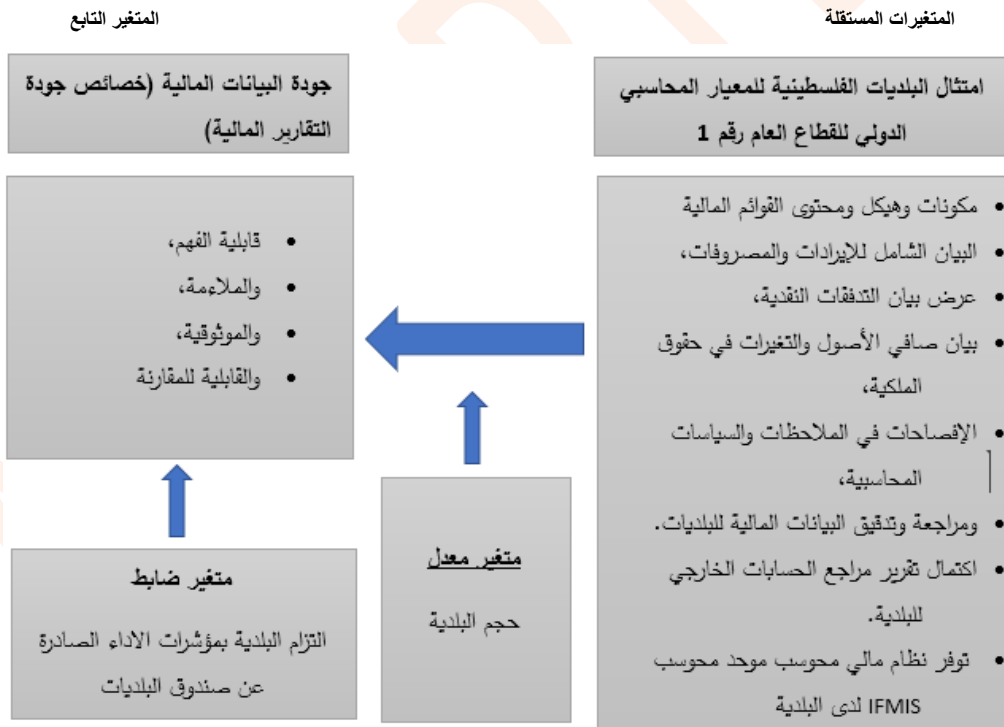 المتغيرات المستقلة
المتغير التابع
امتثال البلديات الفلسطينية للمعيار المحاسبي
الدولي للقطاع العام رقم 1
جودة البيانات المالية (خصائص جودة
التقارير المالية)
• مكونات وهيكل ومحتوى القوائم المالية
• البيان الشامل للإيرادات والمصروفات،
• عرض بيان التدفقات النقدية،
• بيان صافي الأصول والتغيرات في حقوق
الملكية،
• الإفصاحات في الملاحظات والسياسات
المحاسبية،
• ومراجعة وتدقيق البيانات المالية للبلديات.
• اكتمال تقرير مراجع الحسابات الخارجي
للبلدية.
• توفر نظام مالي محوسب موحد محوسب
IFMIS لدى البلدية
• قابلية الفهم،
• والملاءمة،
• والموثوقية،
• والقابلية للمقارنة
متغير معدل
حجم البلدية
متغير ضابط
التزام البلدية بمؤشرات الاداء الصادرة
عن صندوق البلديات